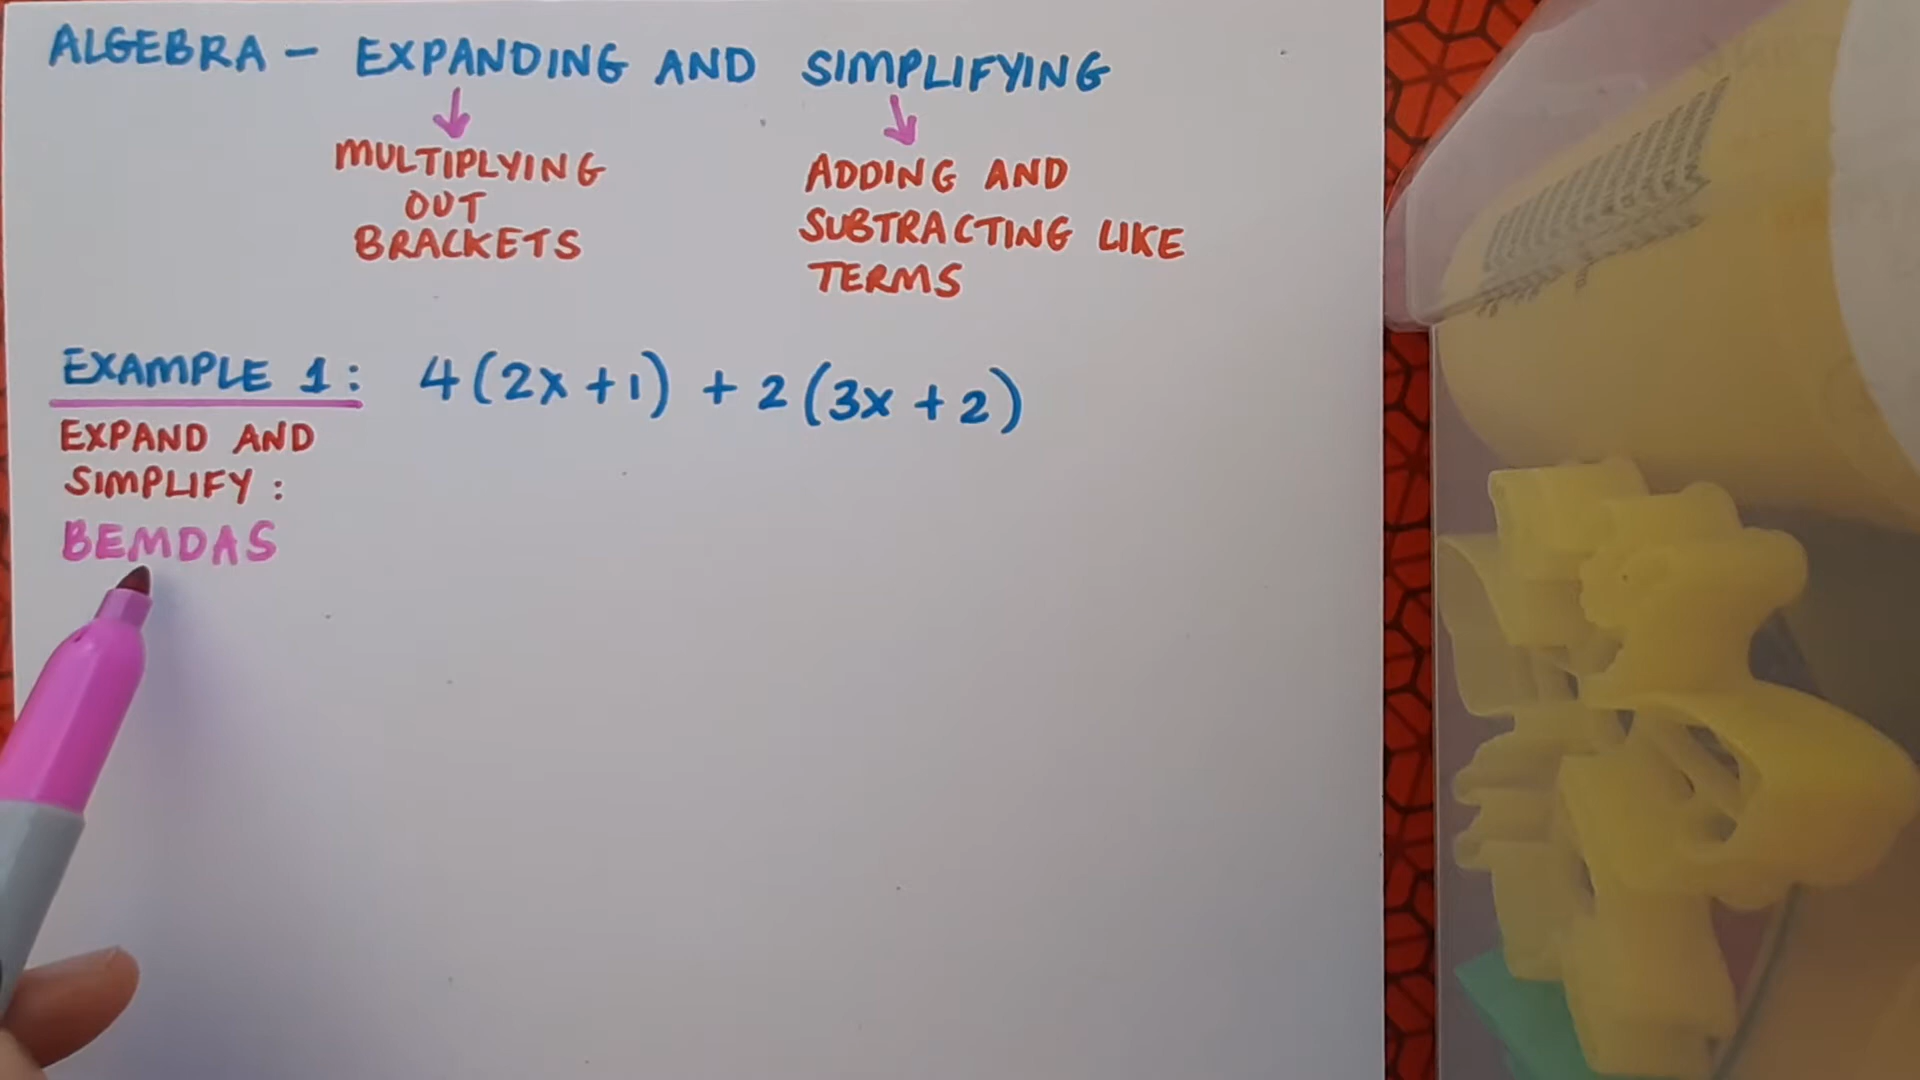 ALGEBRA - EXPANDING AND SIMPLIFYING
MULTIPLYING
OUT
BRACKETS
ADDING AND
SUBTRACTING LIKE
TERMS
EXAMPLE 1: 4(2x+1) + 2(3x+2)
EXPAND AND
SIMPLIFY:
BEMDAS